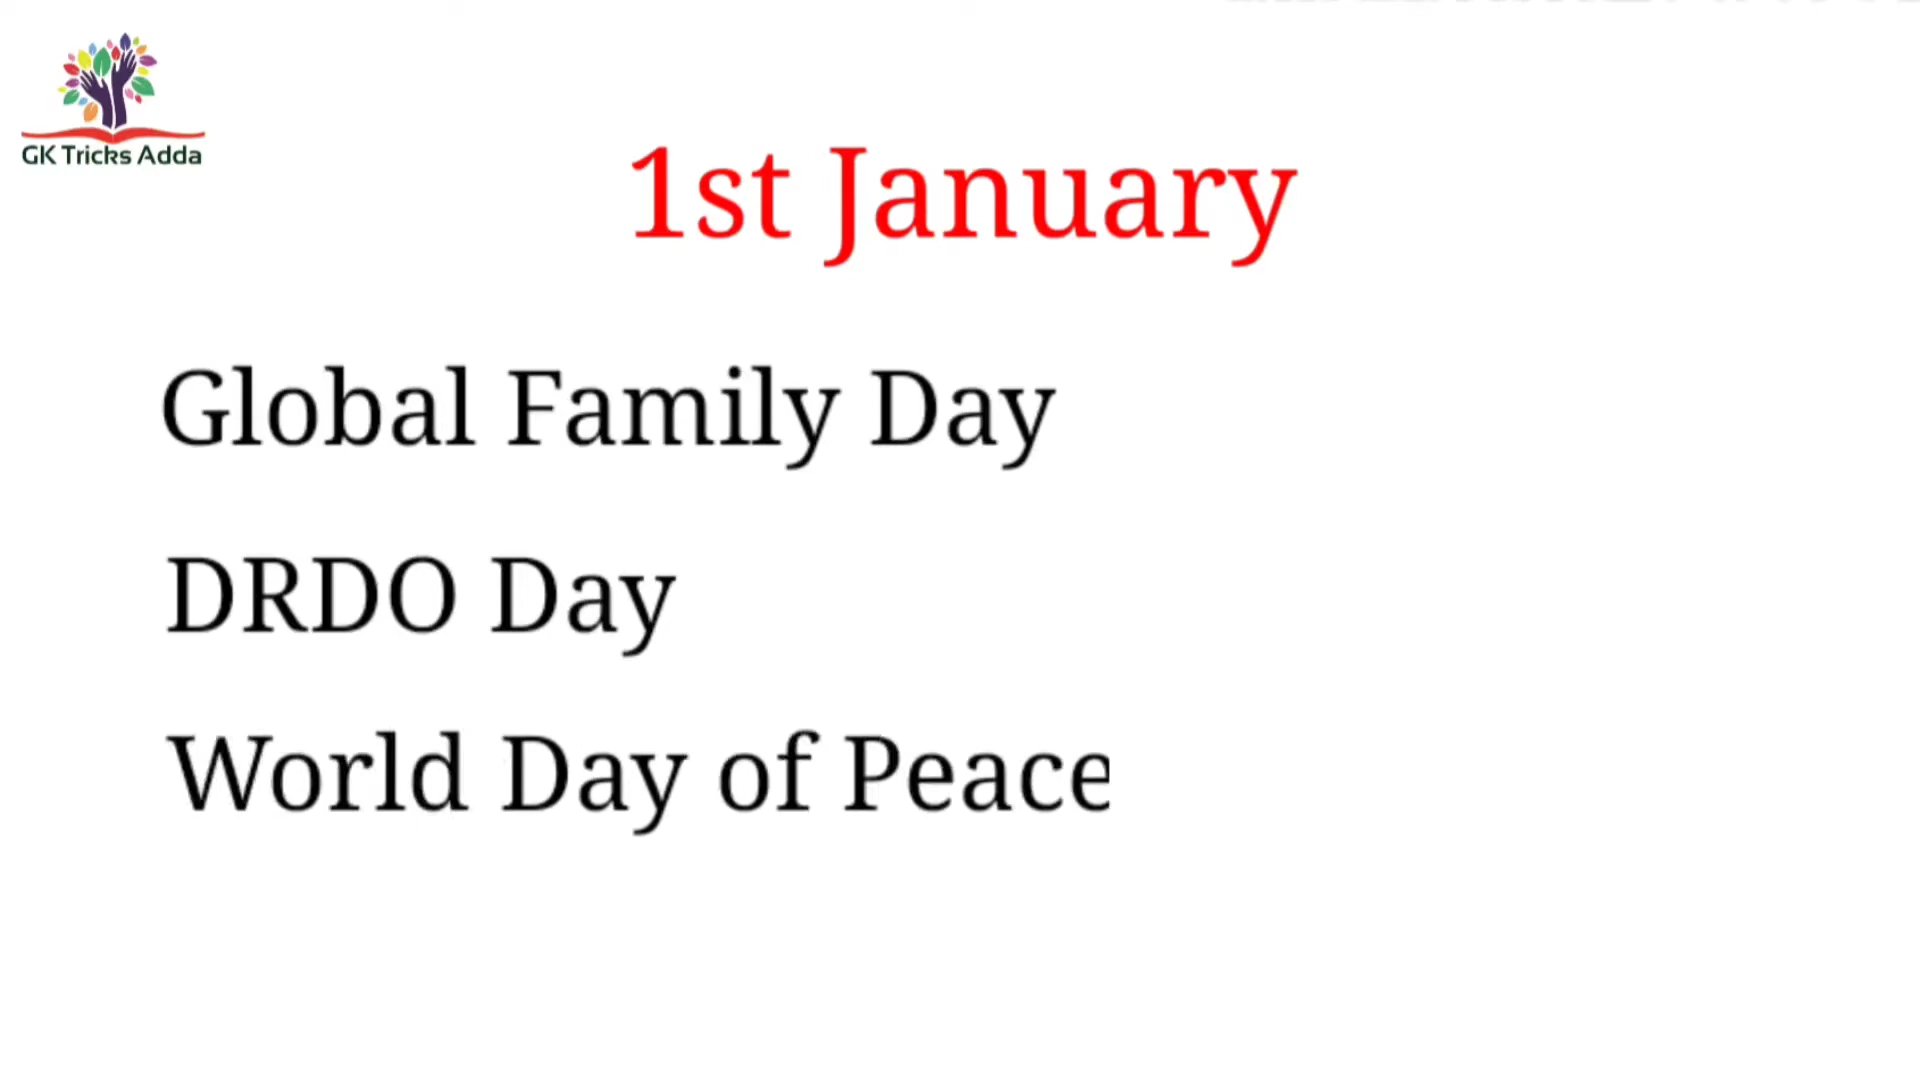 GK Tricks Adda
1st January
Global Family Day
DRDO Day
World Day of Peace